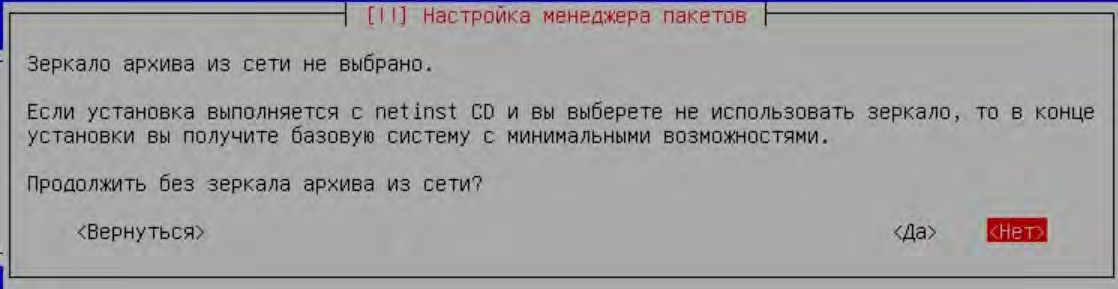 [!!] Настройка менеджера пакетов
Зеркало архива из сети не выбрано.
Если установка выполняется с netinst CD и вы выберете не использовать зеркало, то в конце
установки вы получите базовую систему с минимальными возможностями.
Продолжить без зеркала архива из сети?
<Вернуться> <Да> <Нет>